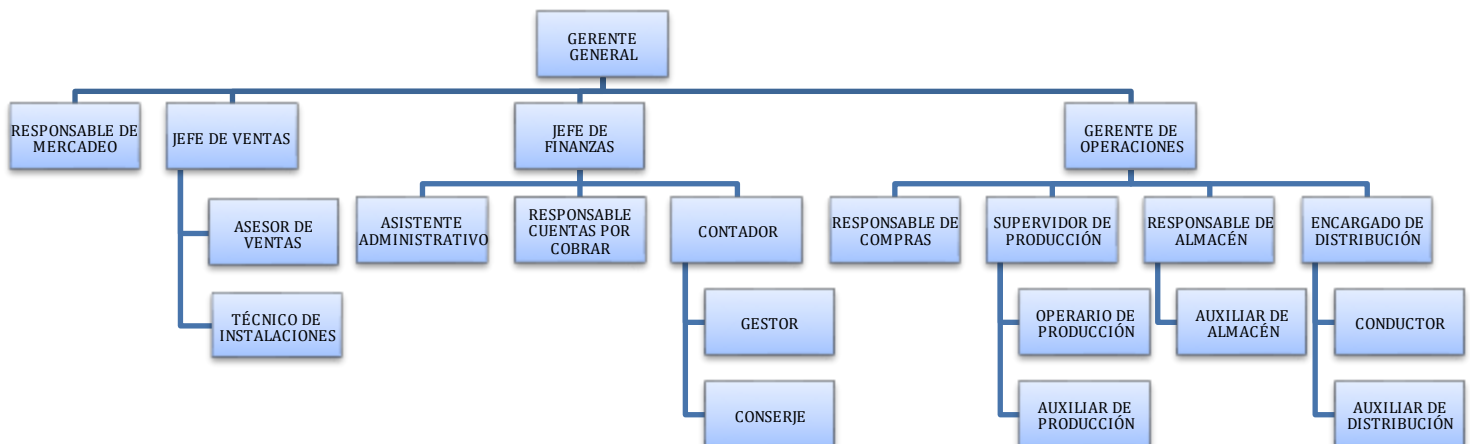 GERENTE
GENERAL
RESPONSABLE DE
MERCADEO
JEFE DE VENTAS
JEFE DE
FINANZAS
GERENTE DE
OPERACIONES
ASESOR DE
VENTAS
TÉCNICO DE
INSTALACIONES
ASISTENTE
ADMINISTRATIVO
RESPONSABLE
CUENTAS POR
COBRAR
CONTADOR
GESTOR
CONSERJE
RESPONSABLE DE
COMPRAS
SUPERVISOR DE
PRODUCCIÓN
OPERARIO DE
PRODUCCIÓN
AUXILIAR DE
PRODUCCIÓN
RESPONSABLE DE
ALMACÉN
AUXILIAR DE
ALMACÉN
ENCARGADO DE
DISTRIBUCIÓN
CONDUCTOR
AUXILIAR DE
DISTRIBUCIÓN